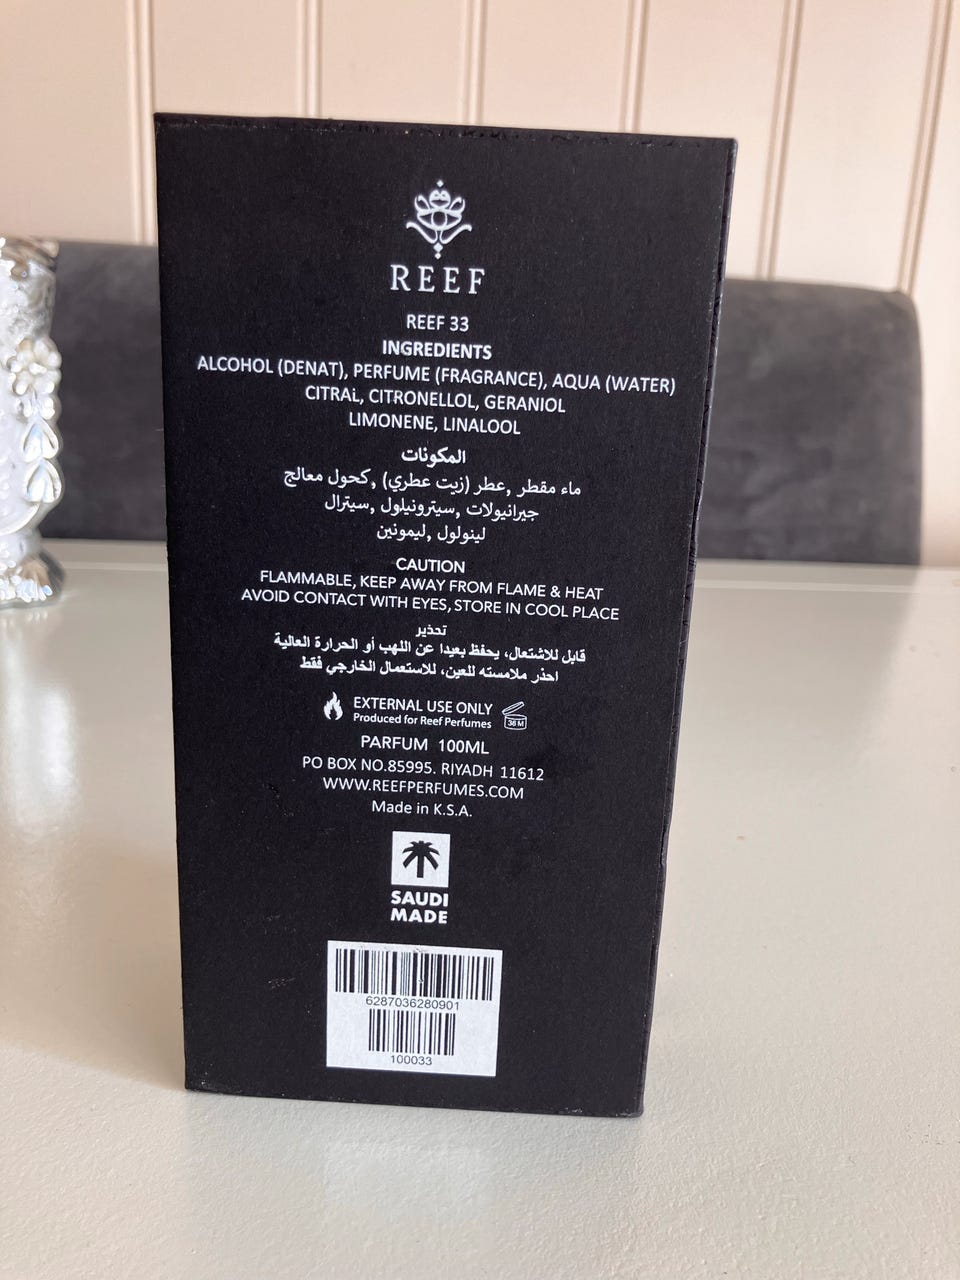 REEF
REEF 33
INGREDIENTS
ALCOHOL (DENAT), PERFUME (FRAGRANCE), AQUA (WATER)
CITRAL, CITRONELLOL, GERANIOL
LIMONENE, LINALOOL
المكونات
ماء مقطر ,عطر (زيت عطري) ,كحول معالج
جيرانيولات ,سيترونيلول ,سيترال
لينولول ,ليمونين
CAUTION
FLAMMABLE, KEEP AWAY FROM FLAME & HEAT
AVOID CONTACT WITH EYES, STORE IN COOL PLACE
تحذير
قابل للاشتعال، يحفظ بعيدا عن اللهب أو الحرارة العالية
احذر ملامسته للعين، للاستعمال الخارجي فقط
EXTERNAL USE ONLY
Produced for Reef Perfumes
36 M
PARFUM 100ML
PO BOX NO.85995. RIYADH 11612
WWW.REEFPERFUMES.COM
Made in K.S.A.
SAUDI
MADE
6287036280901
100033